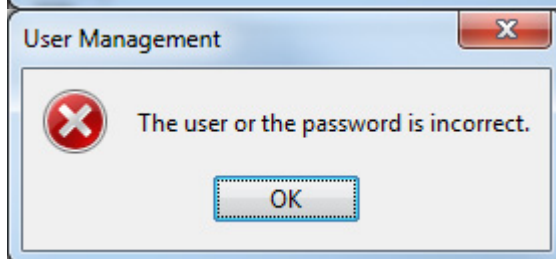 User Management
The user or the password is incorrect.
OK